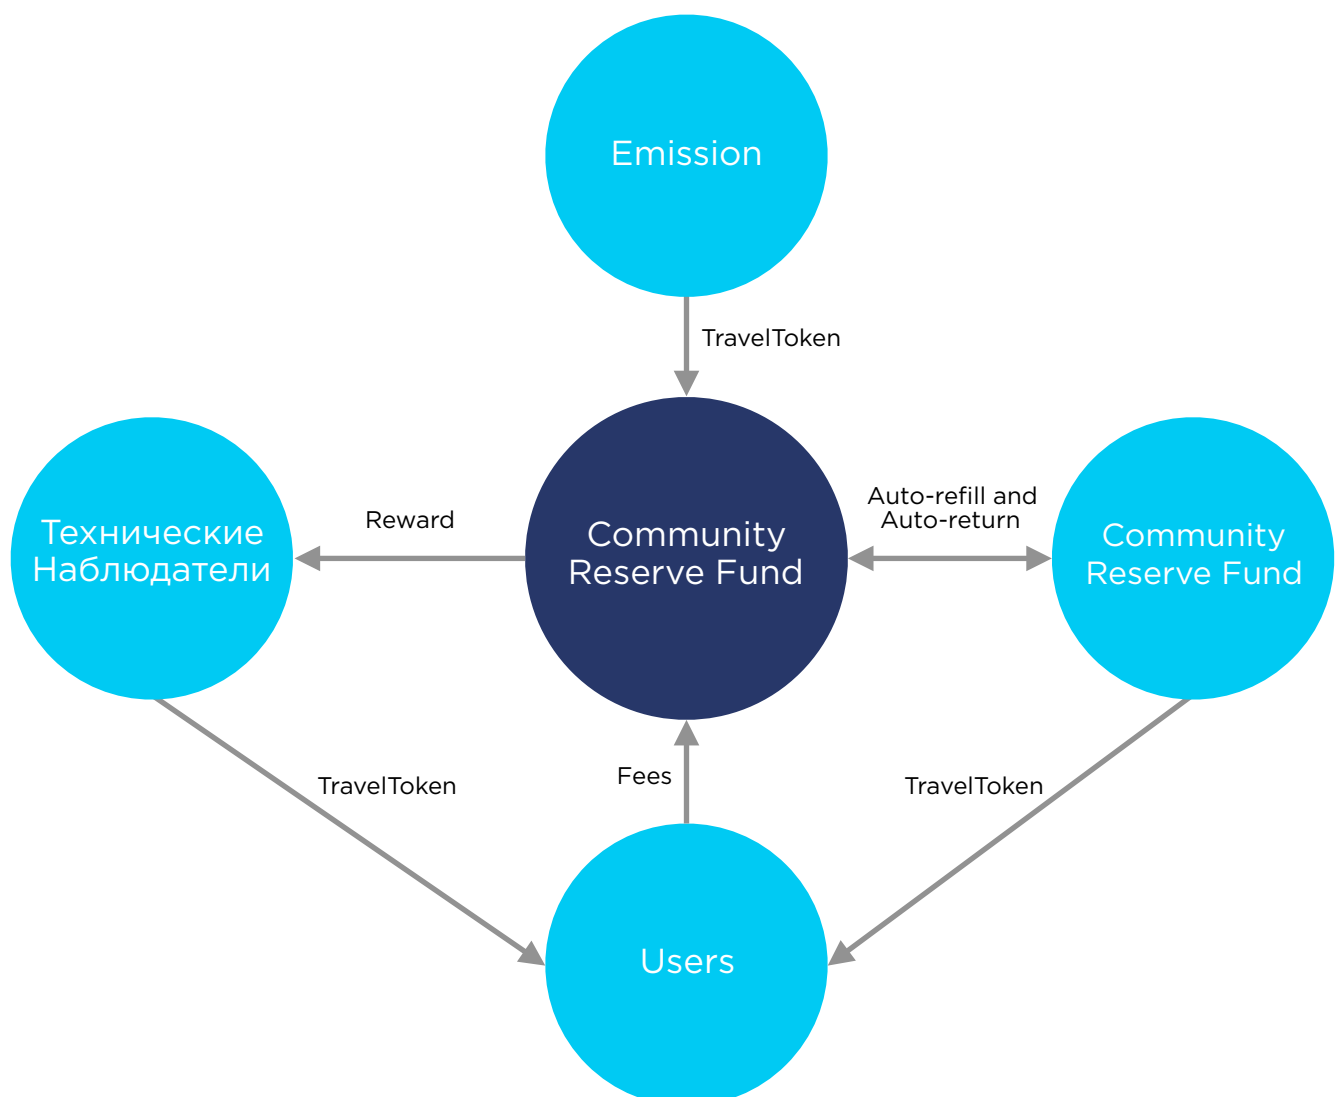 Emission
TravelToken
Технические
Наблюдатели
Reward
Community
Reserve Fund
Auto-refill and
Auto-return
Community
Reserve Fund
TravelToken
Fees
TravelToken
Users